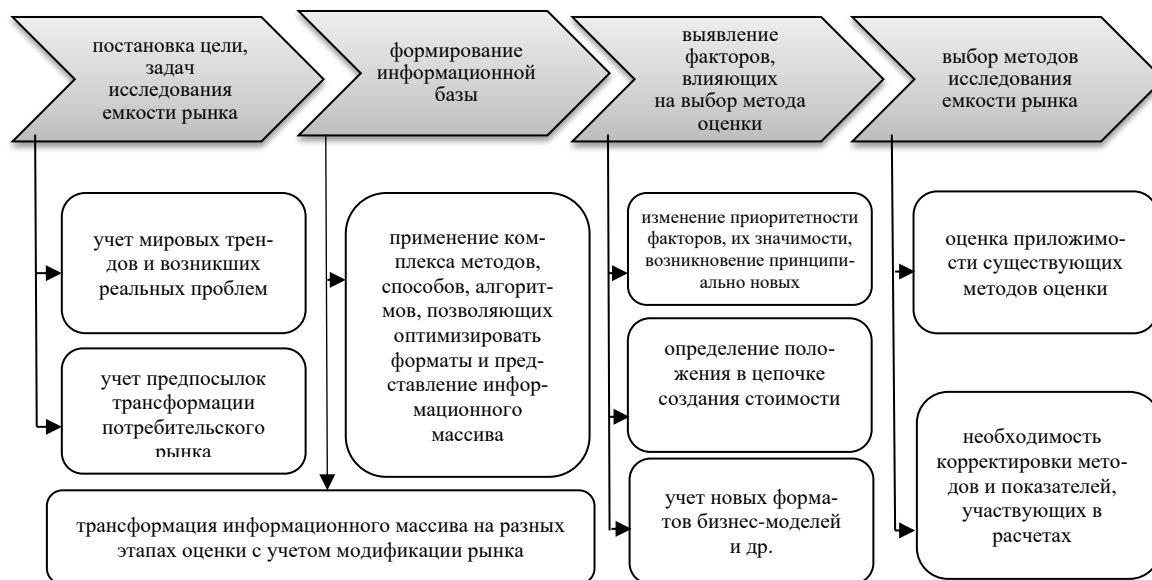 постановка цели,
задач
исследования
емкости рынка
формирование
информационной
базы
выявление
факторов,
влияющих
на выбор метода
оценки
выбор методов
исследования
емкости рынка
учет мировых трен-
дов и возникших
реальных проблем
учет предпосылок
трансформации
потребительского
рынка
применение ком-
плекса методов,
способов, алгорит-
мов, позволяющих
оптимизировать
форматы и пред-
ставление инфор-
мационного
массива
трансформация информационного массива на разных
этапах оценки с учетом модификации рынка
изменение приоритетности
факторов, их значимости,
возникновение принципи-
ально новых
определение поло-
жения в цепочке
создания стоимости
учет новых форма-
тов бизнес-моделей
и др.
оценка приложимо-
сти существующих
методов оценки
необходимость
корректировки мето-
дов и показателей,
участвующих в
расчетах